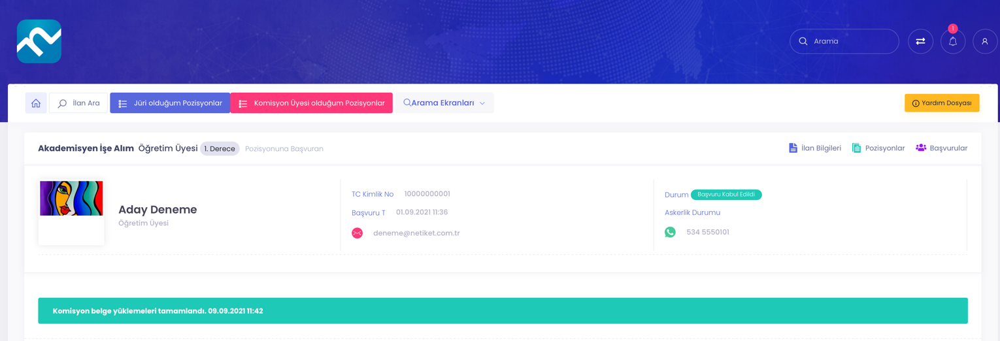 Arama
1
İlan Ara
Jüri olduğum Pozisyonlar
Komisyon Üyesi olduğum Pozisyonlar
Arama Ekranları
Yardım Dosyası
Akademisyen İşe Alım Öğretim Üyesi 1. Derece Pozisyonuna Başvuran
İlan Bilgileri
Pozisyonlar
Başvurular
Aday Deneme
Öğretim Üyesi
TC Kimlik No 10000000001
Başvuru T 01.09.2021 11:36
deneme@netiket.com.tr
Durum Başvuru Kabul Edildi
Askerlik Durumu
534 5550101
Komisyon belge yüklemeleri tamamlandı. 09.09.2021 11:42